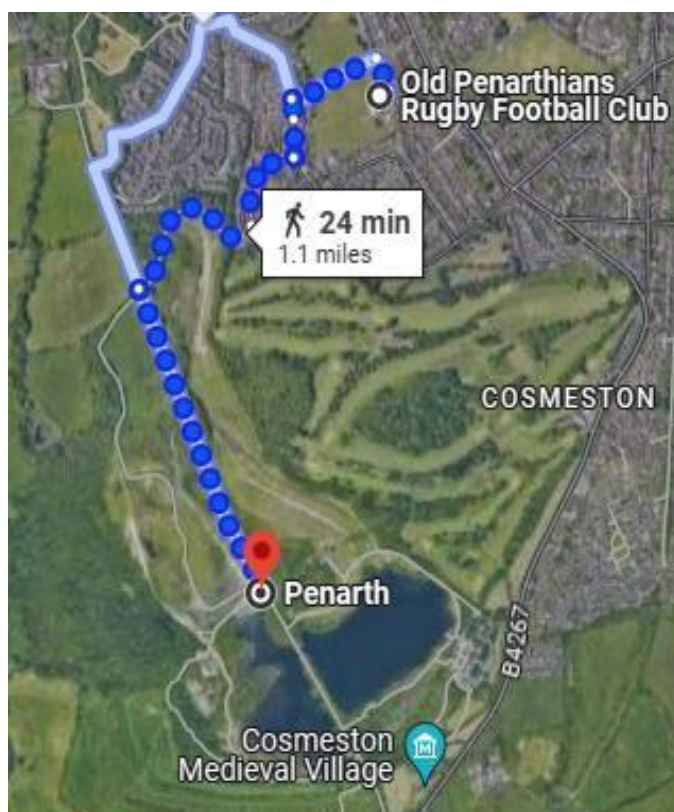 Old Penarthians
Rugby Football Club
24 min
1.1 miles
COSMESTON
Penarth
B4267
Cosmeston
Medieval Village
M